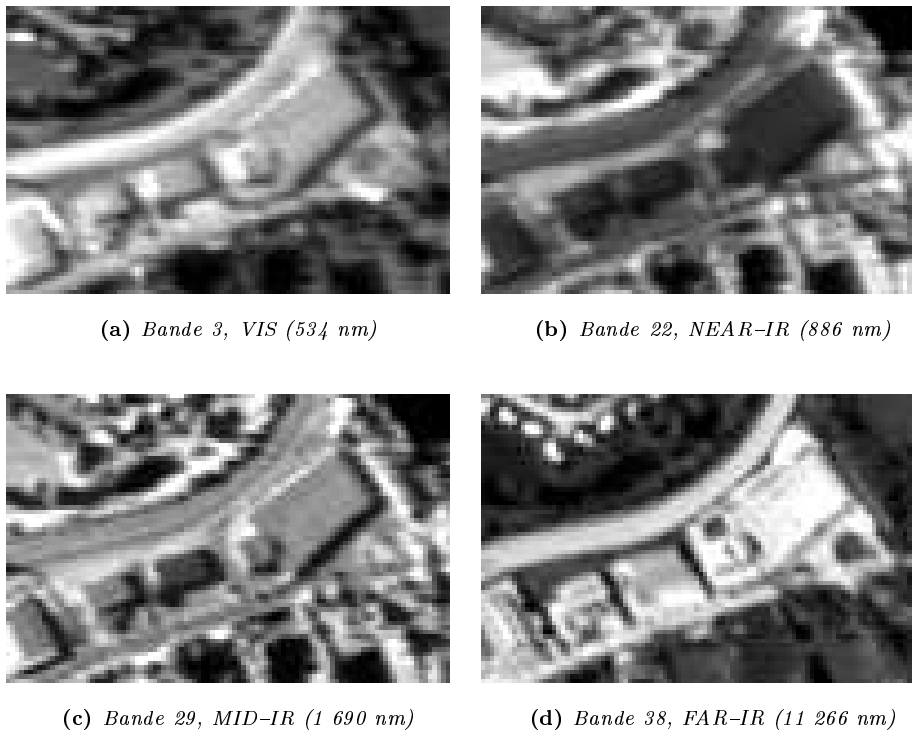 (a) Bande 3, VIS (534 nm)
(b) Bande 22, NEAR–IR (886 nm)
(c) Bande 29, MID–IR (1 690 nm)
(d) Bande 38, FAR–IR (11 266 nm)